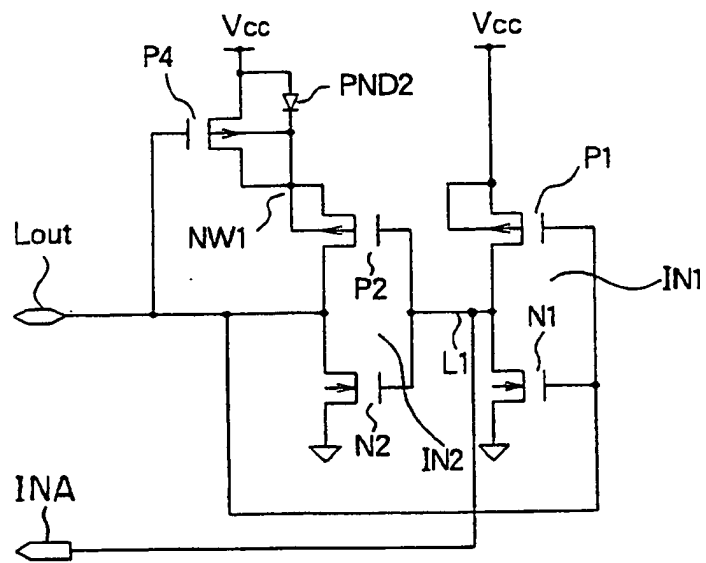 Vcc
Vcc
P4
PND2
P1
NW1
Lout
P2
IN1
N1
L1
N2
IN2
INA